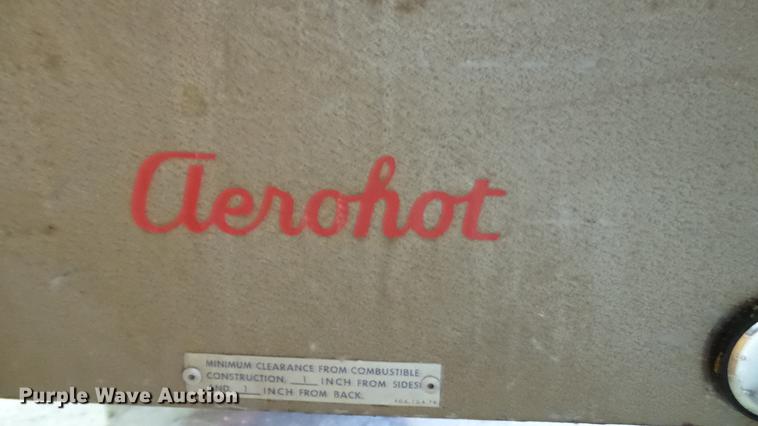 aerohot
MINIMUM CLEARANCE FROM COMBUSTIBLE
CONSTRUCTION, 1 INCH FROM SIDES
AND, 1 INCH FROM BACK.
Purple Wave Auction